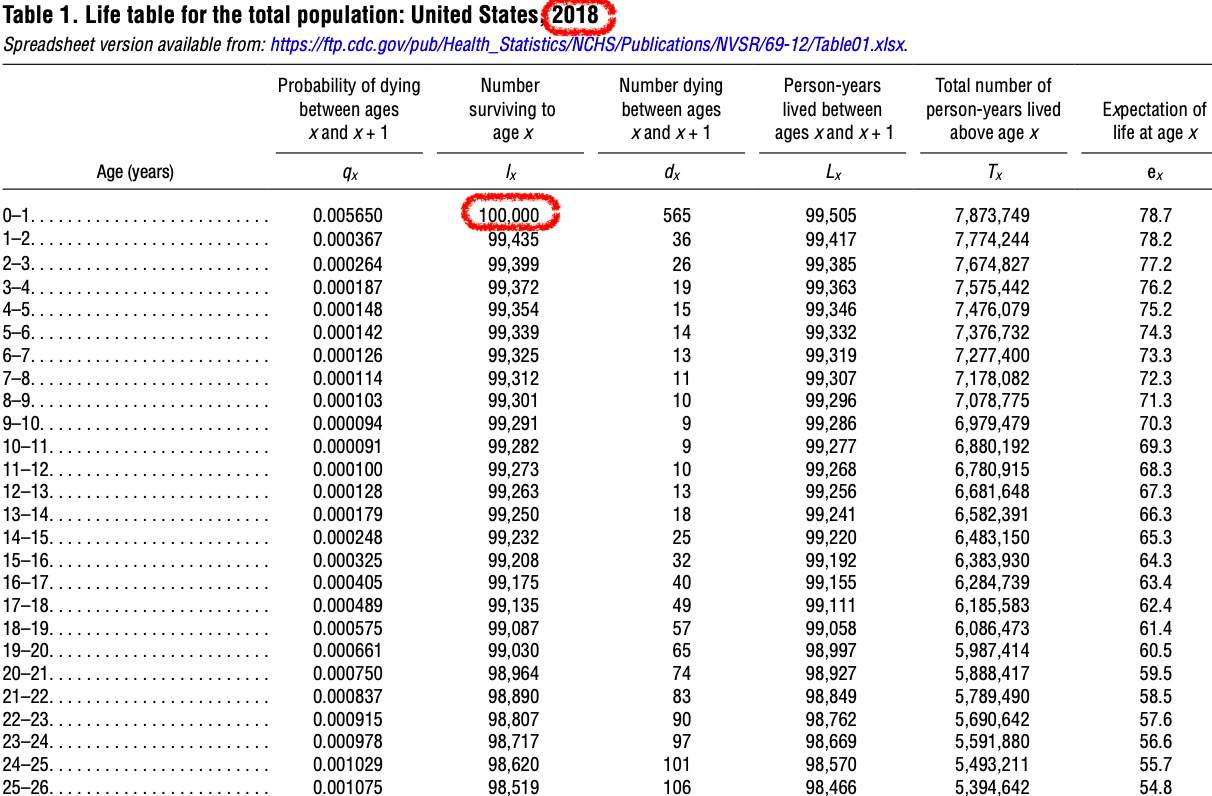 Table 1. Life table for the total population: United States, 2018
Spreadsheet version available from: https://ftp.cdc.gov/pub/Health_Statistics/NCHS/Publications/NVSR/69-12/Table01.xlsx.
Probability of dying Number Number dying Person-years Total number of
between ages surviving to between ages lived between person-years lived Expectation of
x and x + 1 age x x and x + 1 ages x and x + 1 above age x life at age x
Age (years) qx lx dx Lx Tx ex
0–1. . . . . . . . . . . . . . . . . . . . . . . . . . 0.005650 100,000 565 99,505 7,873,749 78.7
1–2. . . . . . . . . . . . . . . . . . . . . . . . . . 0.000367 99,435 36 99,417 7,774,244 78.2
2–3. . . . . . . . . . . . . . . . . . . . . . . . . . 0.000264 99,399 26 99,385 7,674,827 77.2
3–4. . . . . . . . . . . . . . . . . . . . . . . . . . 0.000187 99,372 19 99,363 7,575,442 76.2
4–5. . . . . . . . . . . . . . . . . . . . . . . . . . 0.000148 99,354 15 99,346 7,476,079 75.2
5–6. . . . . . . . . . . . . . . . . . . . . . . . . . 0.000142 99,339 14 99,332 7,376,732 74.3
6–7. . . . . . . . . . . . . . . . . . . . . . . . . . 0.000126 99,325 13 99,319 7,277,400 73.3
7–8. . . . . . . . . . . . . . . . . . . . . . . . . . 0.000114 99,312 11 99,307 7,178,082 72.3
8–9. . . . . . . . . . . . . . . . . . . . . . . . . . 0.000103 99,301 10 99,296 7,078,775 71.3
9–10. . . . . . . . . . . . . . . . . . . . . . . . . 0.000094 99,291 9 99,286 6,979,479 70.3
10–11. . . . . . . . . . . . . . . . . . . . . . . . 0.000091 99,282 9 99,277 6,880,192 69.3
11–12. . . . . . . . . . . . . . . . . . . . . . . . 0.000100 99,273 10 99,268 6,780,915 68.3
12–13. . . . . . . . . . . . . . . . . . . . . . . . 0.000128 99,263 13 99,256 6,681,648 67.3
13–14. . . . . . . . . . . . . . . . . . . . . . . . 0.000179 99,250 18 99,241 6,582,391 66.3
14–15. . . . . . . . . . . . . . . . . . . . . . . . 0.000248 99,232 25 99,220 6,483,150 65.3
15–16. . . . . . . . . . . . . . . . . . . . . . . . 0.000325 99,208 32 99,192 6,383,930 64.3
16–17. . . . . . . . . . . . . . . . . . . . . . . . 0.000405 99,175 40 99,155 6,284,739 63.4
17–18. . . . . . . . . . . . . . . . . . . . . . . . 0.000489 99,135 49 99,111 6,185,583 62.4
18–19. . . . . . . . . . . . . . . . . . . . . . . . 0.000575 99,087 57 99,058 6,086,473 61.4
19–20. . . . . . . . . . . . . . . . . . . . . . . . 0.000661 99,030 65 98,997 5,987,414 60.5
20–21. . . . . . . . . . . . . . . . . . . . . . . . 0.000750 98,964 74 98,927 5,888,417 59.5
21–22. . . . . . . . . . . . . . . . . . . . . . . . 0.000837 98,890 83 98,849 5,789,490 58.5
22–23. . . . . . . . . . . . . . . . . . . . . . . . 0.000915 98,807 90 98,762 5,690,642 57.6
23–24. . . . . . . . . . . . . . . . . . . . . . . . 0.000978 98,717 97 98,669 5,591,880 56.6
24–25. . . . . . . . . . . . . . . . . . . . . . . . 0.001029 98,620 101 98,570 5,493,211 55.7
25–26. . . . . . . . . . . . . . . . . . . . . . . . 0.001075 98,519 106 98,466 5,394,642 54.8